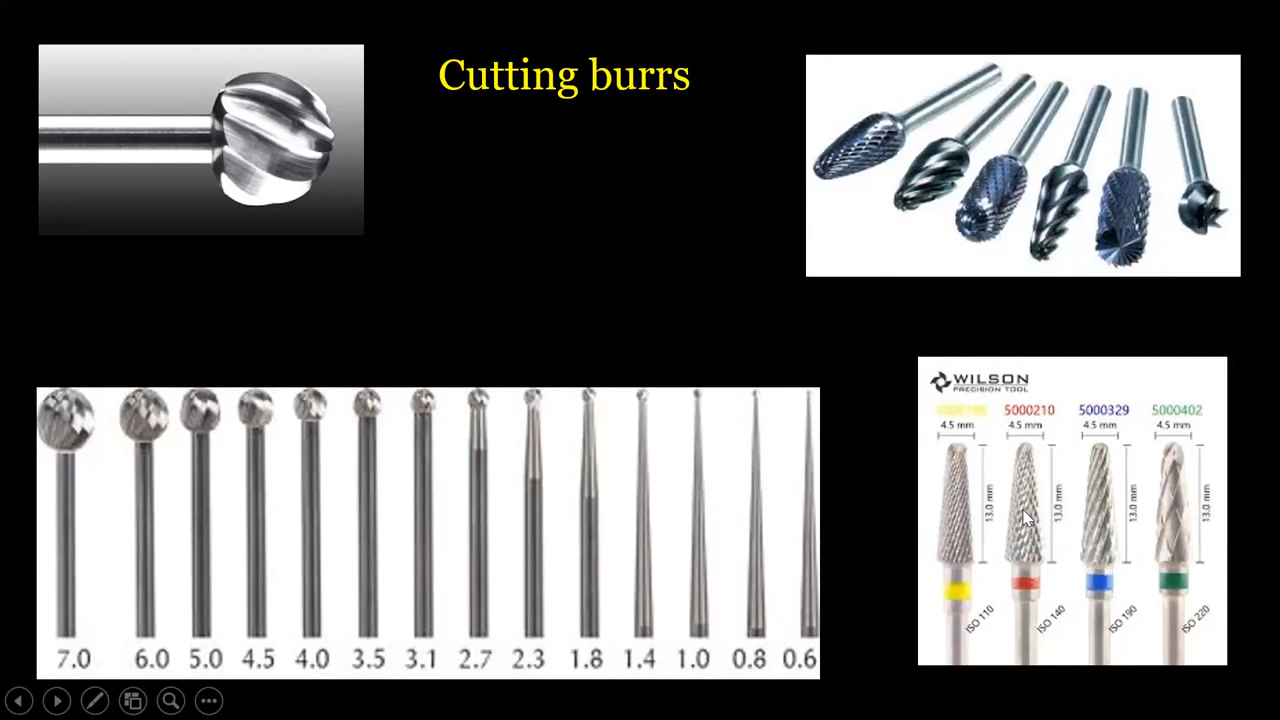 Cutting burrs
7.0 6.0 5.0 4.5 4.0 3.5 3.1 2.7 2.3 1.8 1.4 1.0 0.8 0.6
WILSON
PRECISION TOOL
5000210 5000329 5000402
4.5 mm 4.5 mm 4.5 mm 4.5 mm
13.0 mm 13.0 mm 13.0 mm 13.0 mm
ISO 110 ISO 140 ISO 190 ISO 220